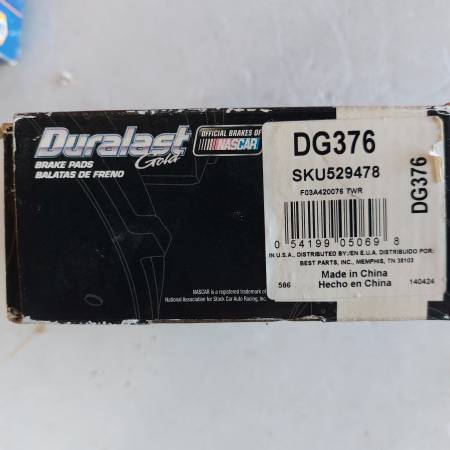 Duralast
Gold
BRAKE PADS
BALATAS DE FRENO
OFFICIAL BRAKES OF
NASCAR
NASCAR is a registered trademark of
National Association for Stock Car Auto Racing, Inc.
DG376
SKU529478
F03A420076 7WR
0 54199 05069 8
IN U.S.A., DISTRIBUTED BY:/EN E.U.A. DISTRIBUIDO POR:
BEST PARTS, INC., MEMPHIS, TN 38103
Made in China
586 Hecho en China 140424
DG376